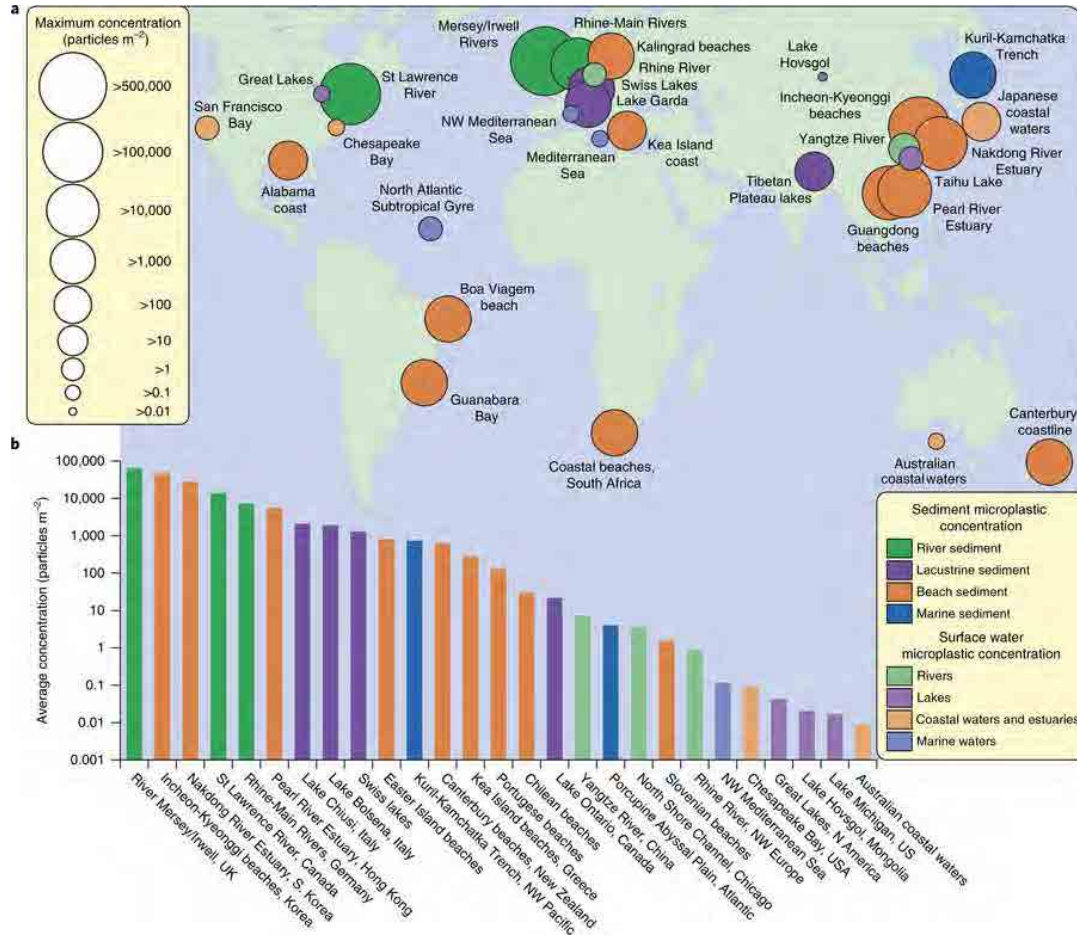 a
Maximum concentration
(particles m⁻²)
>500,000
>100,000
>10,000
>1,000
>100
>10
>1
>0.1
>0.01
Mersey/Irwell
Rivers
Rhine-Main Rivers
Kalingrad beaches
Rhine River
Swiss Lakes
Lake Garda
Great Lakes
St Lawrence
River
San Francisco
Bay
Chesapeake
Bay
Alabama
coast
NW Mediterranean
Sea
Mediterranean
Sea
Kea Island
coast
North Atlantic
Subtropical Gyre
Lake
Hovsgol
Kuril-Kamchatka
Trench
Incheon-Kyeonggi
beaches
Japanese
coastal
waters
Yangtze River
Nakdong River
Estuary
Tibetan
Plateau lakes
Taihu Lake
Pearl River
Estuary
Guangdong
beaches
Boa Viagem
beach
Guanabara
Bay
Coastal beaches,
South Africa
Australian
coastal waters
Canterbury
coastline
b
Average concentration (particles m⁻²)
100,000
10,000
1,000
100
10
1
0.1
0.01
0.001
River Mersey/Irwell, UK
Incheon-Kyeonggi beaches, Korea
Nakdong River Estuary, S. Korea
St Lawrence River, Canada
Rhine-Main Rivers, Germany
Pearl River Estuary, Hong Kong
Lake Chiusi, Italy
Lake Bolsena, Italy
Swiss lakes
Easter Island beaches
Kuril-Kamchatka Trench, NW Pacific
Canterbury beaches, New Zealand
Kea Island beaches, Greece
Portugese beaches
Chilean beaches
Lake Ontario, Canada
Yangtze River, China
Porcupine Abyssal Plain, Atlantic
North Shore Channel, Chicago
Slovenian beaches
Rhine River, NW Europe
NW Mediterranean Sea
Chesapeake Bay, USA
Great Lakes, N America
Lake Hovsgol, Mongolia
Lake Michigan, US
Australian coastal waters
Sediment microplastic
concentration
River sediment
Lacustrine sediment
Beach sediment
Marine sediment
Surface water
microplastic concentration
Rivers
Lakes
Coastal waters and estuaries
Marine waters